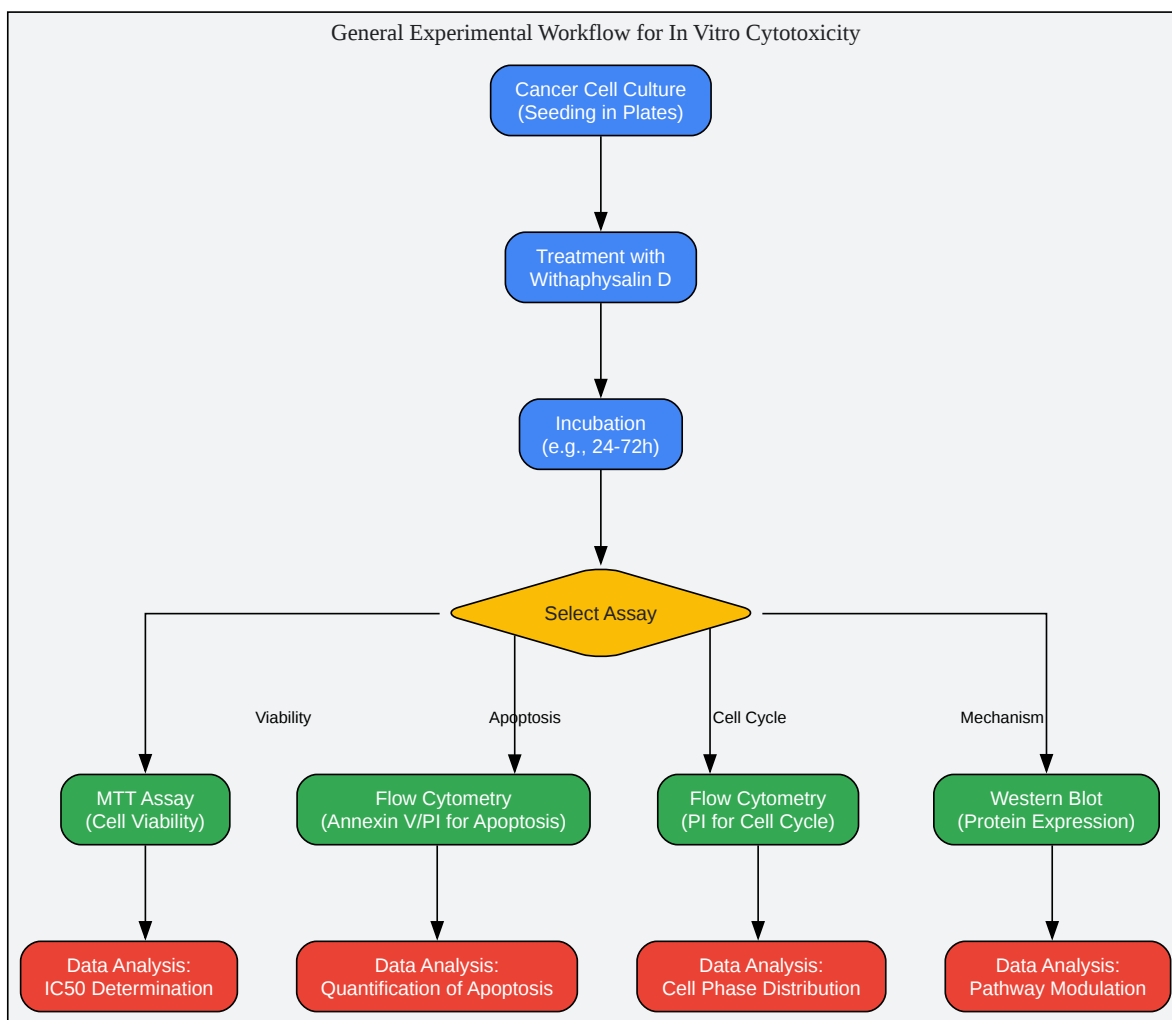 General Experimental Workflow for In Vitro Cytotoxicity
Cancer Cell Culture
(Seeding in Plates)
Treatment with
Withaphysalin D
Incubation
(e.g., 24-72h)
Select Assay
Viability
Apoptosis
Cell Cycle
Mechanism
MTT Assay
(Cell Viability)
Flow Cytometry
(Annexin V/PI for Apoptosis)
Flow Cytometry
(PI for Cell Cycle)
Western Blot
(Protein Expression)
Data Analysis:
IC50 Determination
Data Analysis:
Quantification of Apoptosis
Data Analysis:
Cell Phase Distribution
Data Analysis:
Pathway Modulation